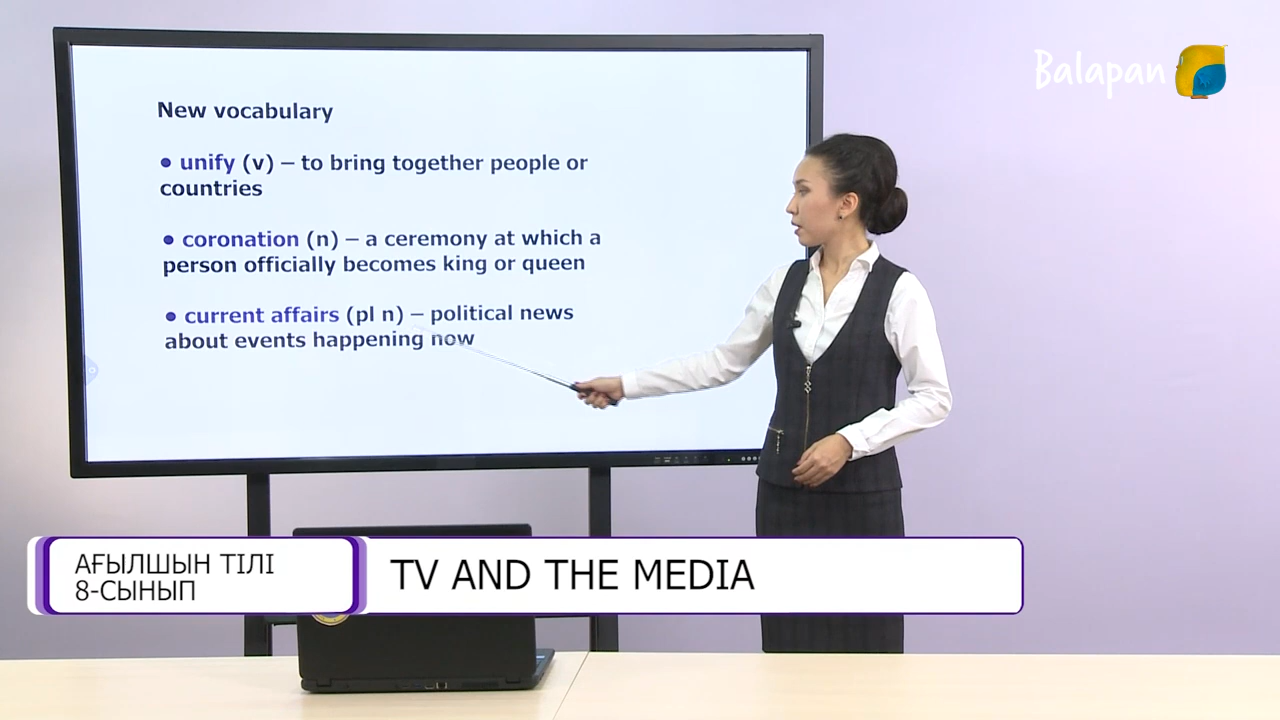 Balapan
New vocabulary
• unify (v) – to bring together people or
countries
• coronation (n) – a ceremony at which a
person officially becomes king or queen
• current affairs (pl n) – political news
about events happening now
АҒЫЛШЫН ТІЛІ
8-СЫНЫП
TV AND THE MEDIA